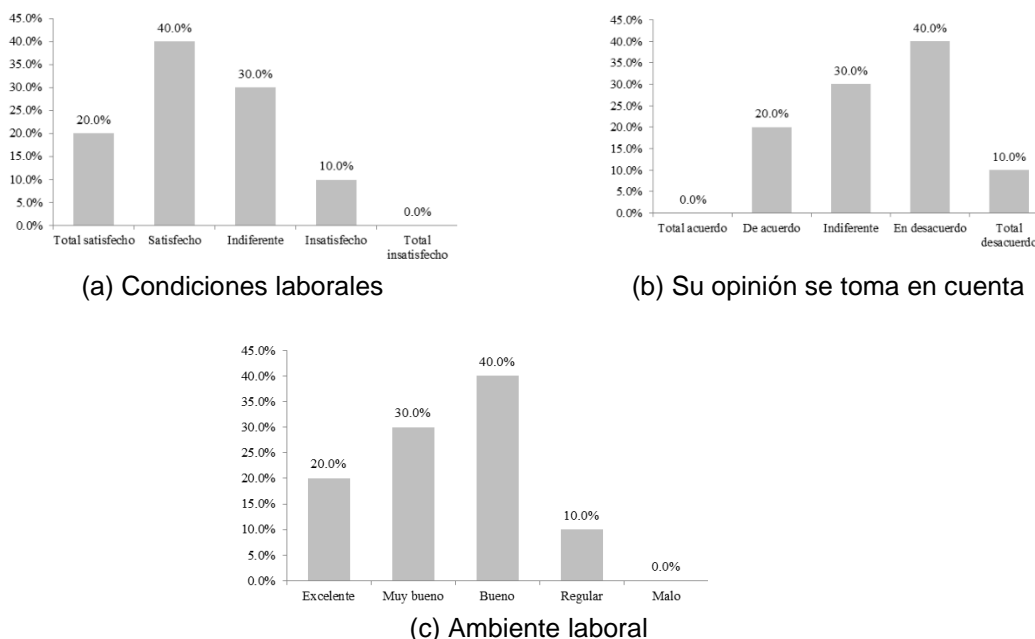 45.0%
40.0%
35.0%
30.0%
25.0%
20.0%
15.0%
10.0%
5.0%
0.0%
20.0%
40.0%
30.0%
10.0%
0.0%
Total satisfecho
Satisfecho
Indiferente
Insatisfecho
Total
insatisfecho
(a) Condiciones laborales
45.0%
40.0%
35.0%
30.0%
25.0%
20.0%
15.0%
10.0%
5.0%
0.0%
0.0%
20.0%
30.0%
40.0%
10.0%
Total acuerdo
De acuerdo
Indiferente
En desacuerdo
Total
desacuerdo
(b) Su opinión se toma en cuenta
45.0%
40.0%
35.0%
30.0%
25.0%
20.0%
15.0%
10.0%
5.0%
0.0%
20.0%
30.0%
40.0%
10.0%
0.0%
Excelente
Muy bueno
Bueno
Regular
Malo
(c) Ambiente laboral